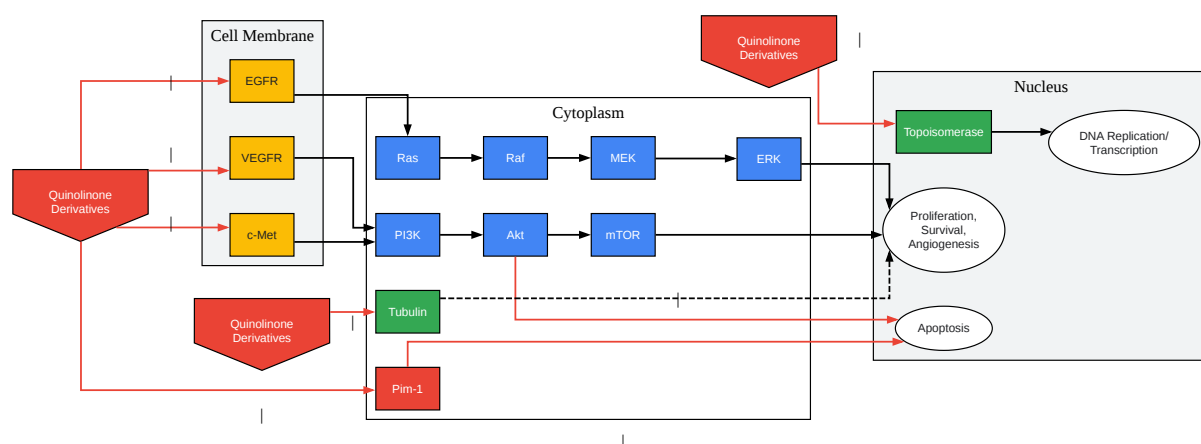 Quinolinone
Derivatives
Cell Membrane
Nucleus
EGFR
Cytoplasm
Topoisomerase
DNA Replication/
Transcription
VEGFR
Ras
Raf
MEK
ERK
Quinolinone
Derivatives
c-Met
PI3K
Akt
mTOR
Proliferation,
Survival,
Angiogenesis
Quinolinone
Derivatives
Tubulin
Apoptosis
Pim-1